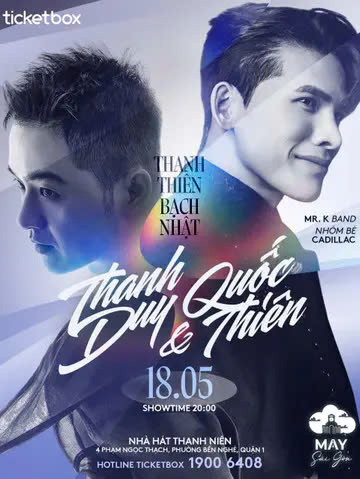 ticketbox
THANH
THIÊN
BẠCH
NHẬT
MR. K BAND
NHÓM BÈ
CADILLAC
Thanh Quốc
Duy & Thiên
18.05
SHOWTIME 20:00
NHÀ HÁT THANH NIÊN
4 PHẠM NGỌC THẠCH, PHƯỜNG BẾN NGHÉ, QUẬN 1
HOTLINE TICKETBOX 1900 6408
MAY
Sài Gòn